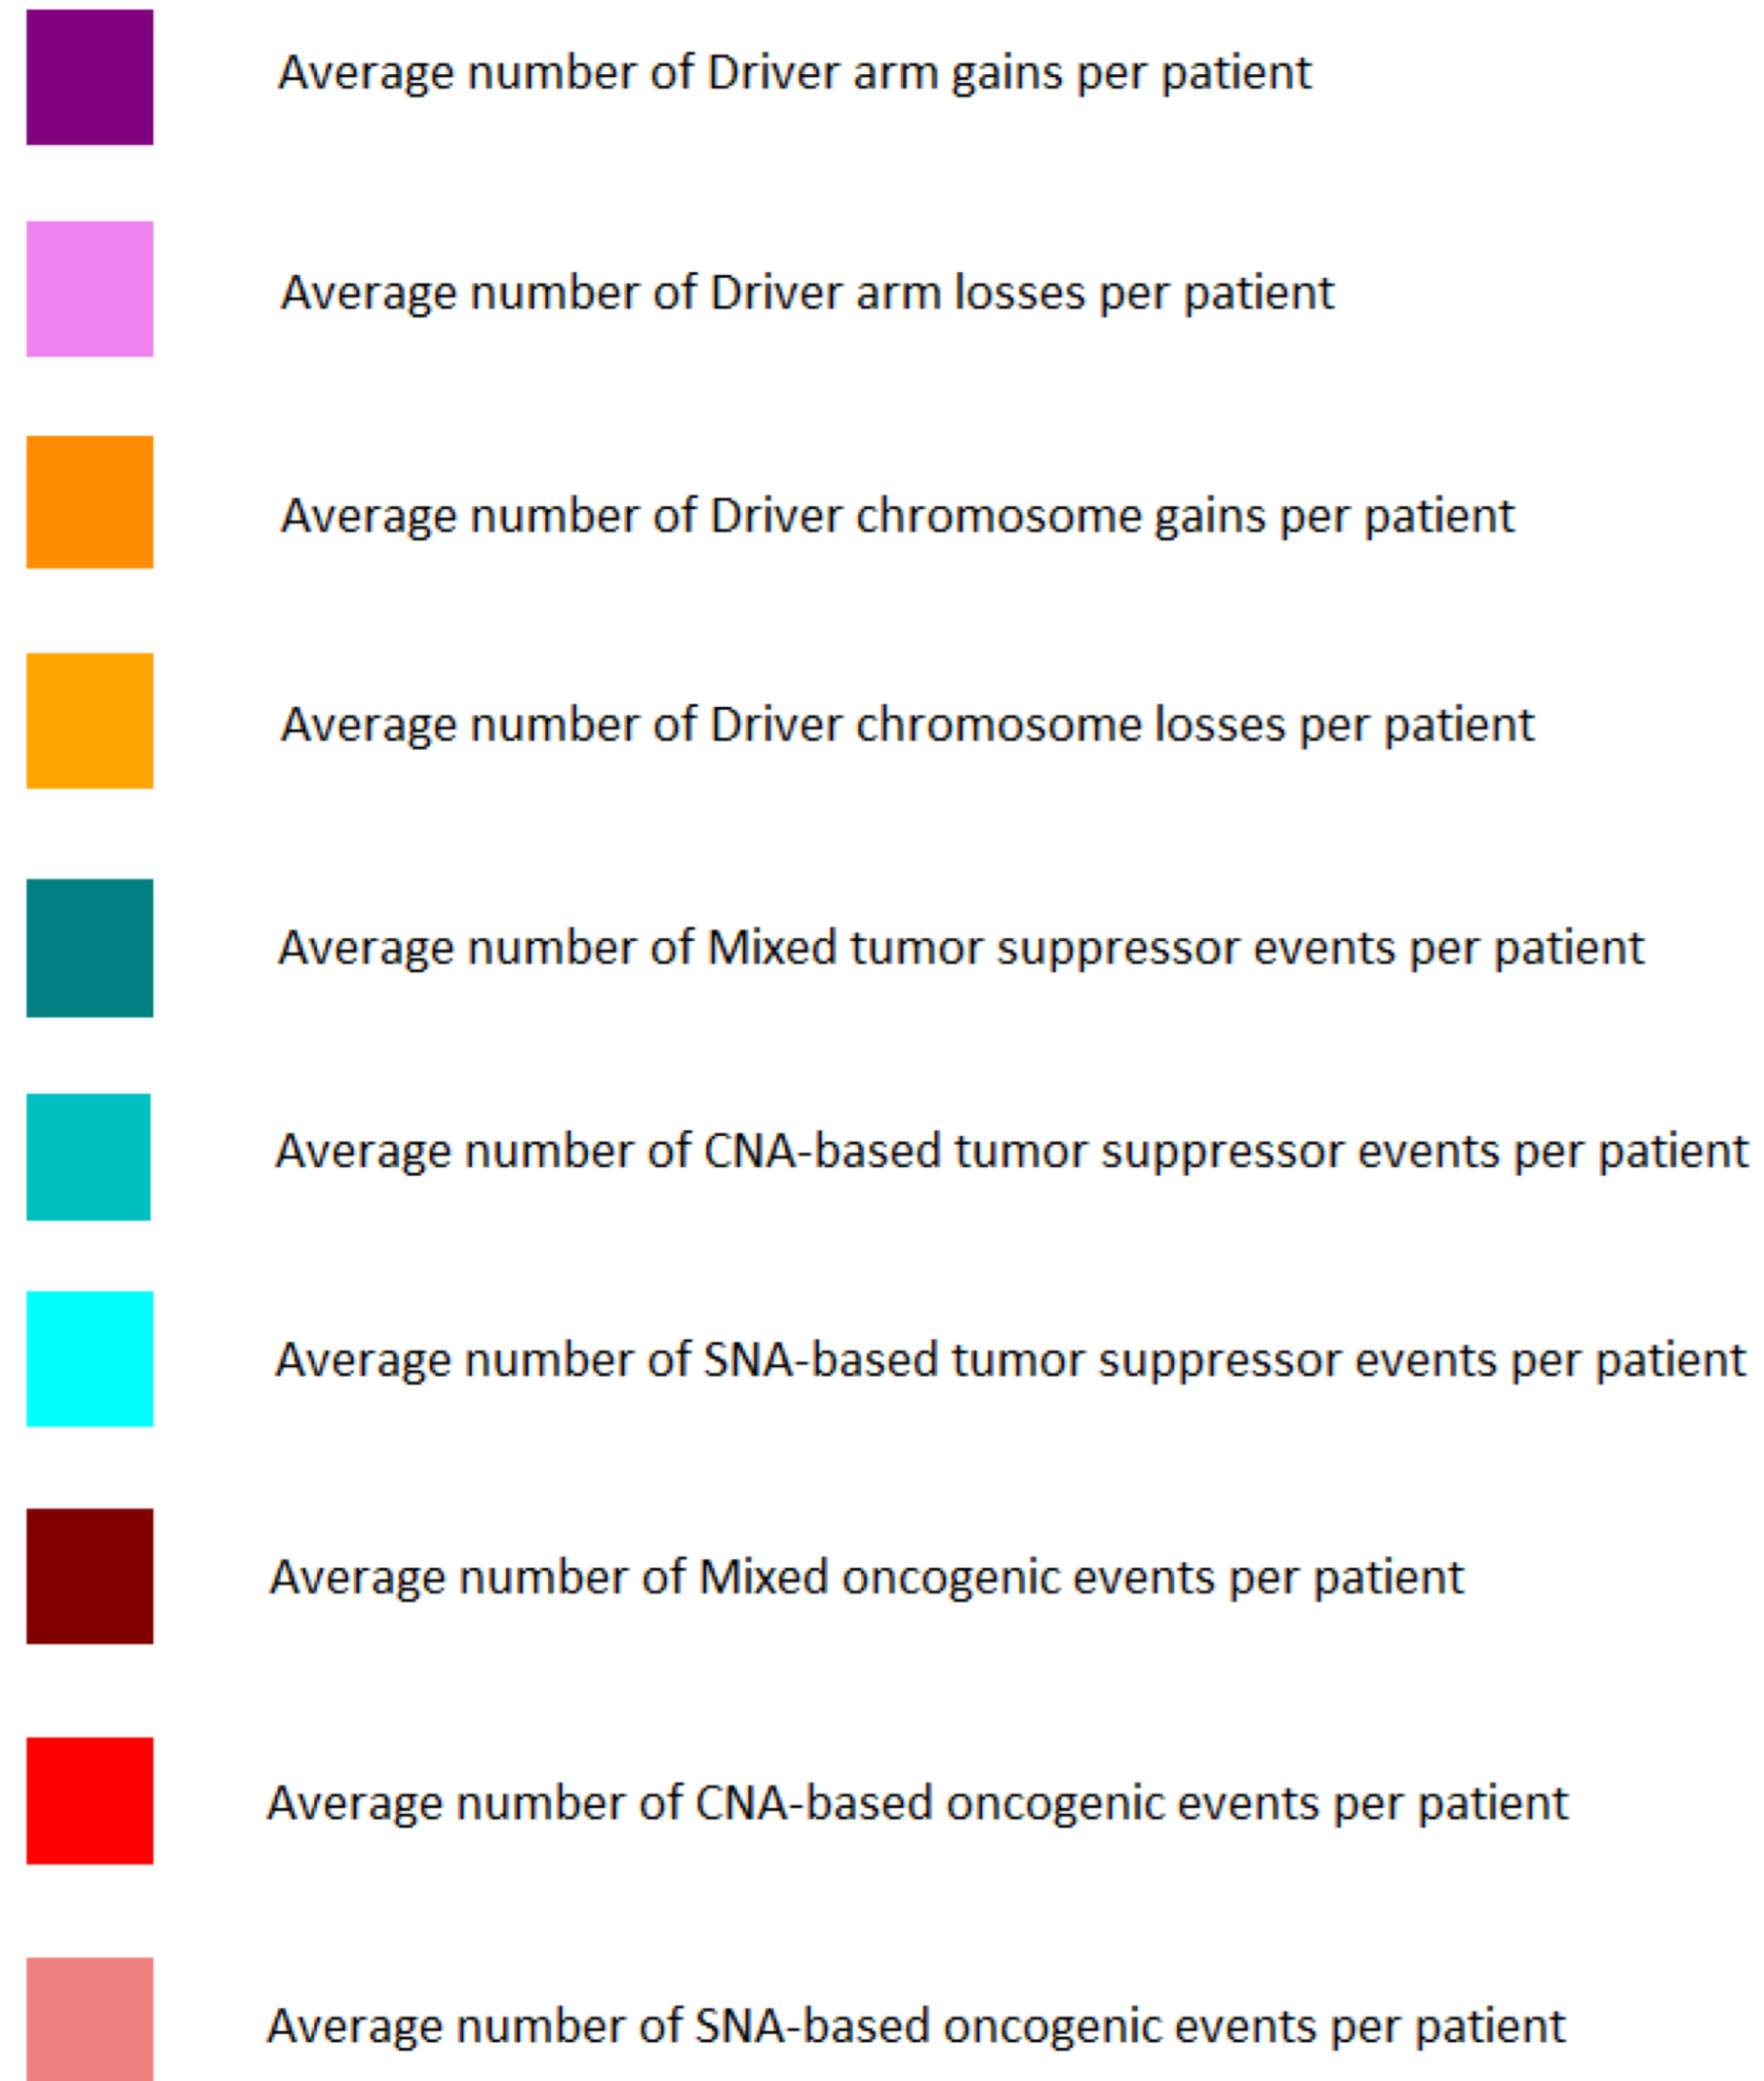 Average number of Driver arm gains per patient
Average number of Driver arm losses per patient
Average number of Driver chromosome gains per patient
Average number of Driver chromosome losses per patient
Average number of Mixed tumor suppressor events per patient
Average number of CNA-based tumor suppressor events per patient
Average number of SNA-based tumor suppressor events per patient
Average number of Mixed oncogenic events per patient
Average number of CNA-based oncogenic events per patient
Average number of SNA-based oncogenic events per patient